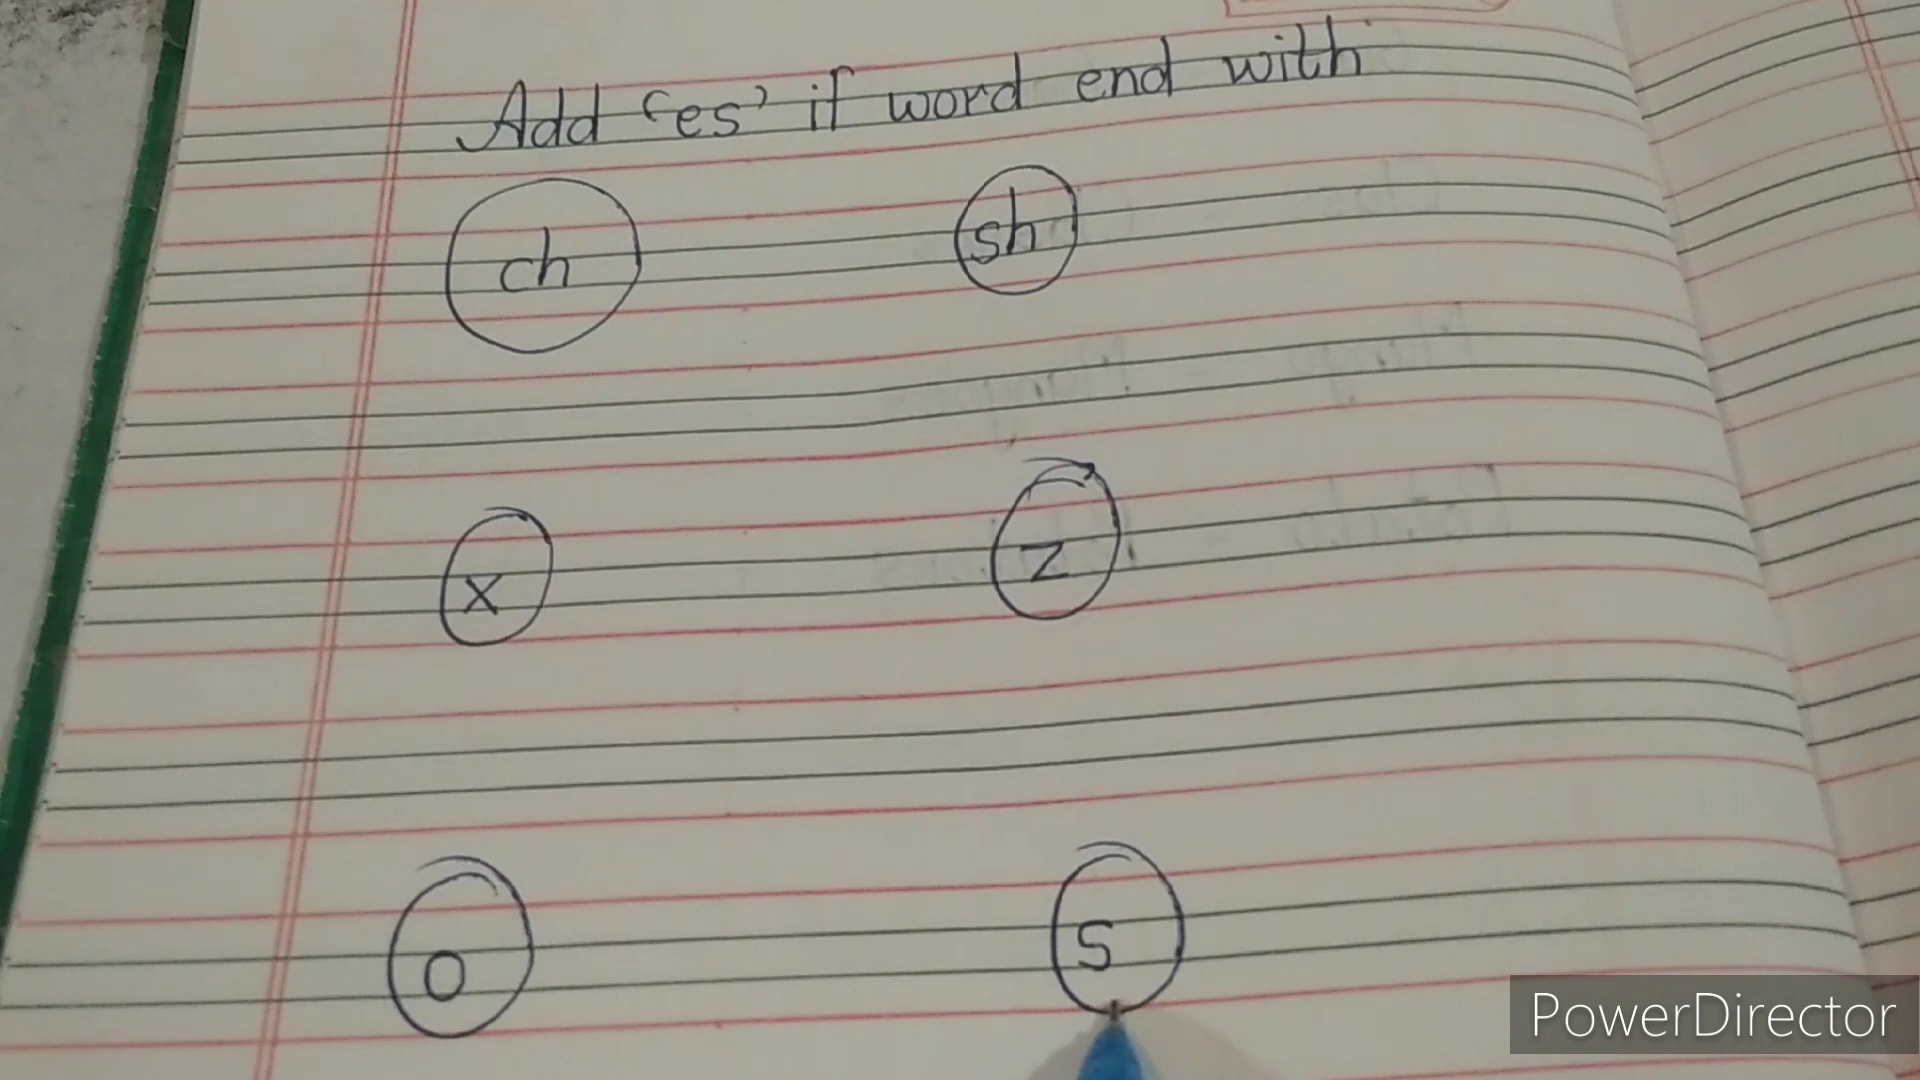 Add 'es' if word end with
ch sh
x z
o s
PowerDirector